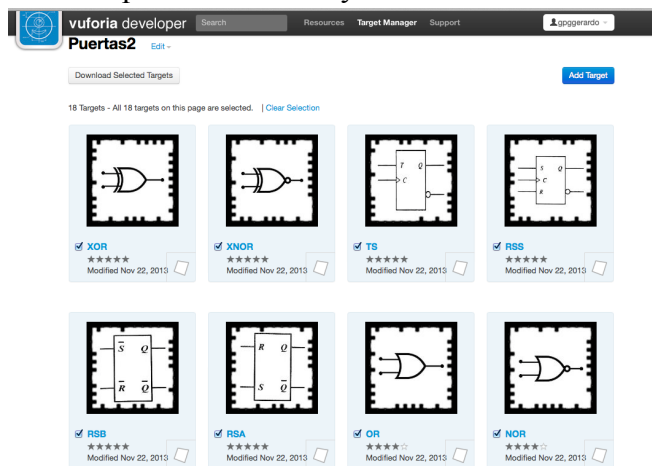 vuforia developer Search Resources Target Manager Support gpggerardo
Puertas2 Edit
Download Selected Targets Add Target
18 Targets - All 18 targets on this page are selected. | Clear Selection
T Q
C
S Q
C
R
XOR XNOR TS RSS
Modified Nov 22, 2013 Modified Nov 22, 2013 Modified Nov 22, 2013 Modified Nov 22, 2013
S̅ Q R Q
R̅ Q̅ S Q̅
RSB RSA OR NOR
Modified Nov 22, 2013 Modified Nov 22, 2013 Modified Nov 22, 2013 Modified Nov 22, 2013